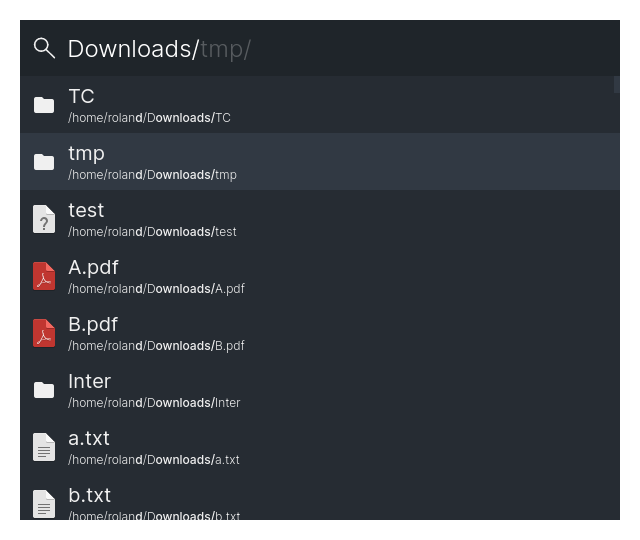 Downloads/tmp/
TC
/home/roland/Downloads/TC
tmp
/home/roland/Downloads/tmp
test
/home/roland/Downloads/test
A.pdf
/home/roland/Downloads/A.pdf
B.pdf
/home/roland/Downloads/B.pdf
Inter
/home/roland/Downloads/Inter
a.txt
/home/roland/Downloads/a.txt
b.txt
/home/roland/Downloads/b.txt